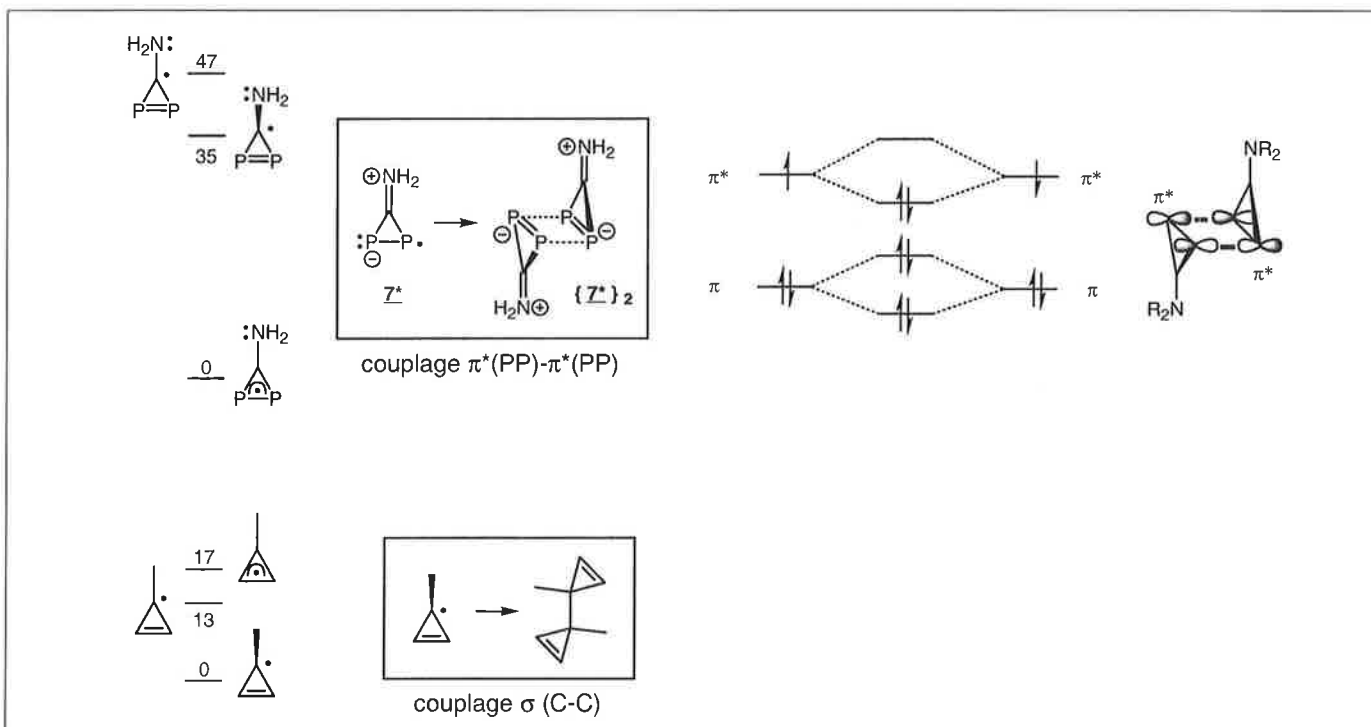 H₂N:
47
P P
:NH₂
35
P P
⊕NH₂
:P P
⊖
7*
⊕NH₂
P P
⊖ P P⊖
H₂N⊕
{ 7* } ₂
couplage π*(PP)-π*(PP)
π* π*
π π
NR₂
π*
π*
R₂N
:NH₂
0
P P
17
13
0
couplage σ (C-C)